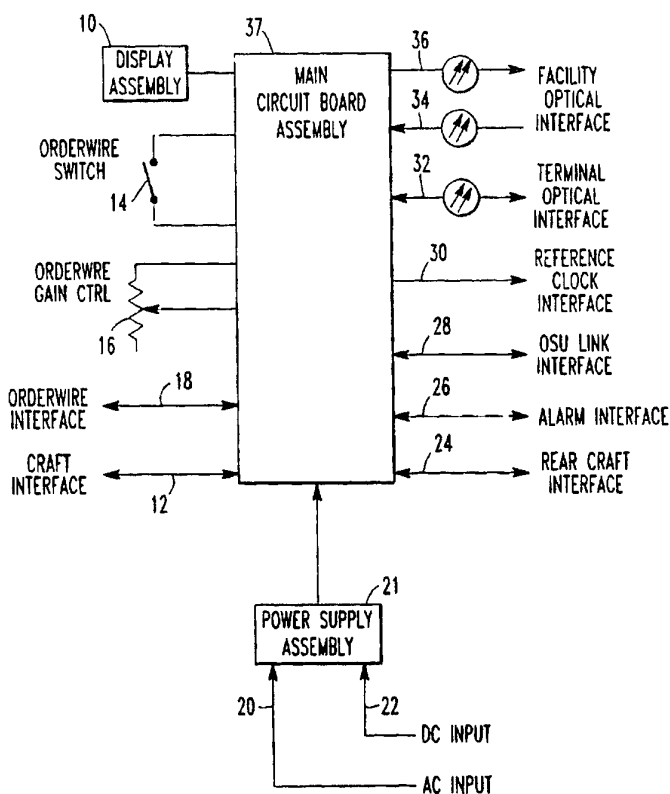 10
DISPLAY
ASSEMBLY
37
MAIN
CIRCUIT BOARD
ASSEMBLY
36
FACILITY
OPTICAL
INTERFACE
34
ORDERWIRE
SWITCH
14
32
TERMINAL
OPTICAL
INTERFACE
ORDERWRE
GAIN CTRL
16
30
REFERENCE
CLOCK
INTERFACE
28
OSU LINK
INTERFACE
ORDERWIRE
INTERFACE
18
26
ALARM INTERFACE
CRAFT
INTERFACE
12
24
REAR CRAFT
INTERFACE
21
POWER SUPPLY
ASSEMBLY
20
22
DC INPUT
AC INPUT